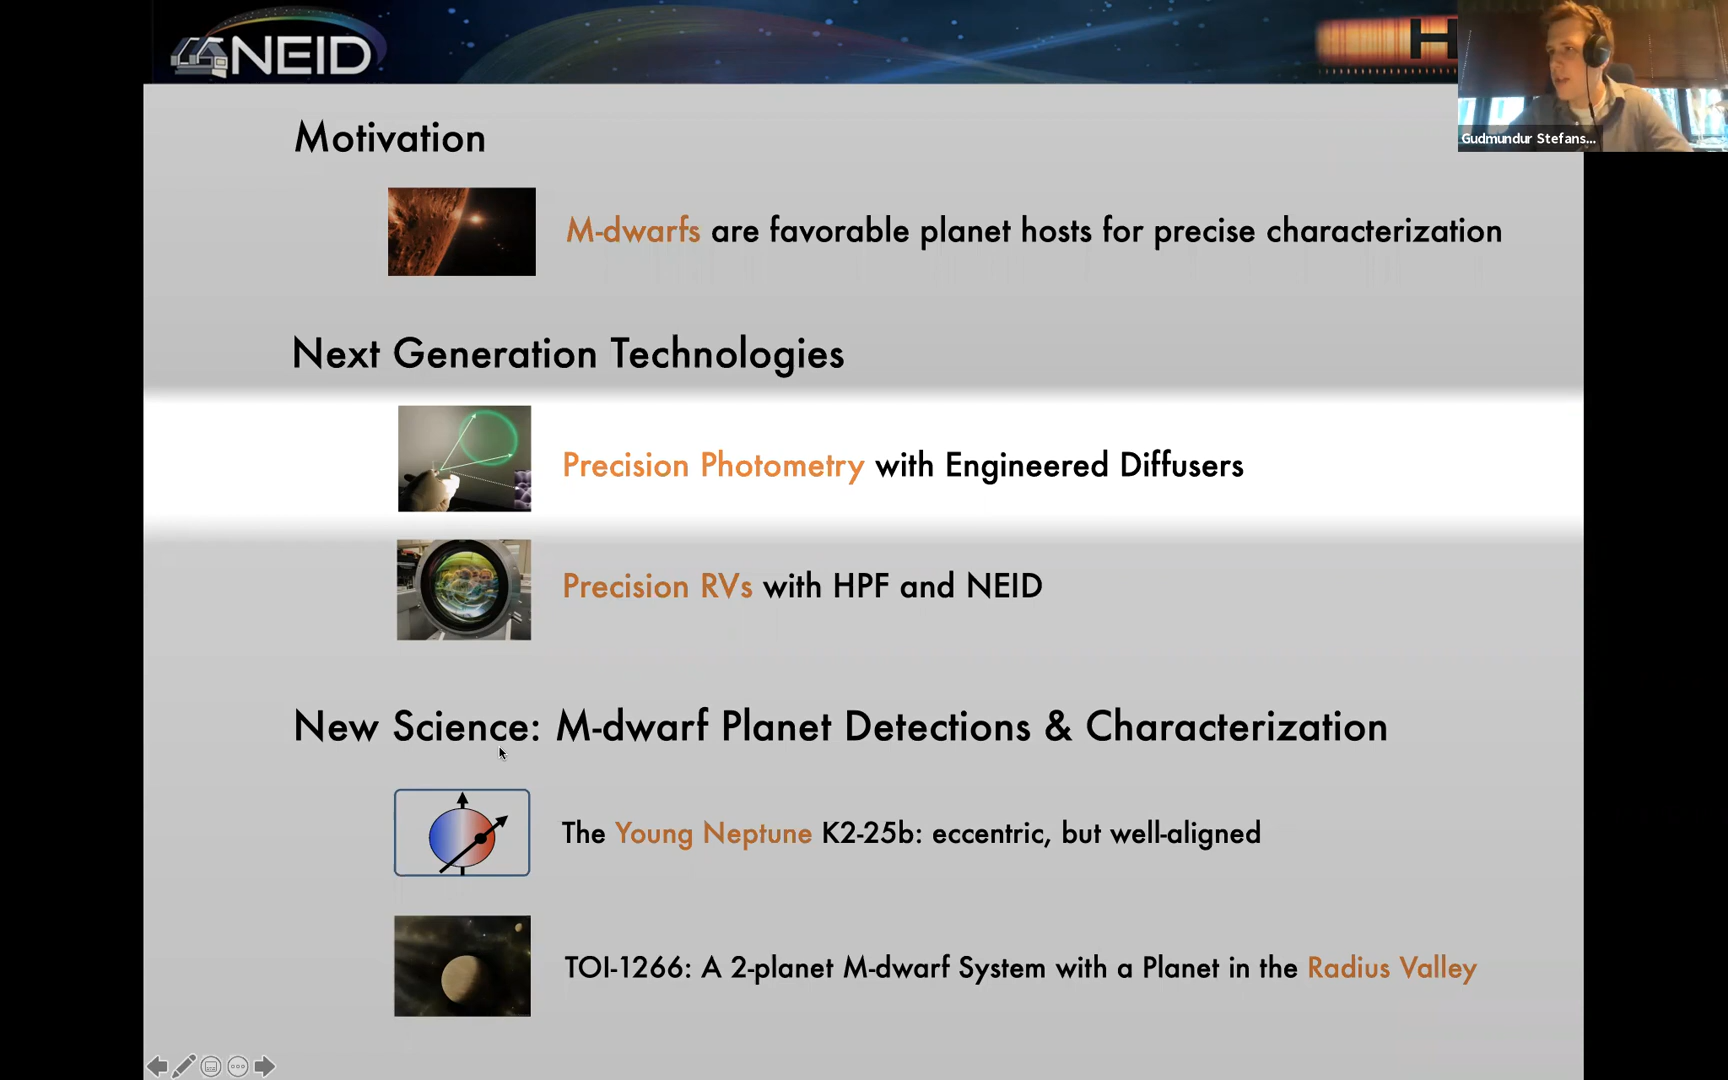 NEID
H
Gudmundur Stefans...
Motivation
M-dwarfs are favorable planet hosts for precise characterization
Next Generation Technologies
Precision Photometry with Engineered Diffusers
Precision RVs with HPF and NEID
New Science: M-dwarf Planet Detections & Characterization
The Young Neptune K2-25b: eccentric, but well-aligned
TOI-1266: A 2-planet M-dwarf System with a Planet in the Radius Valley